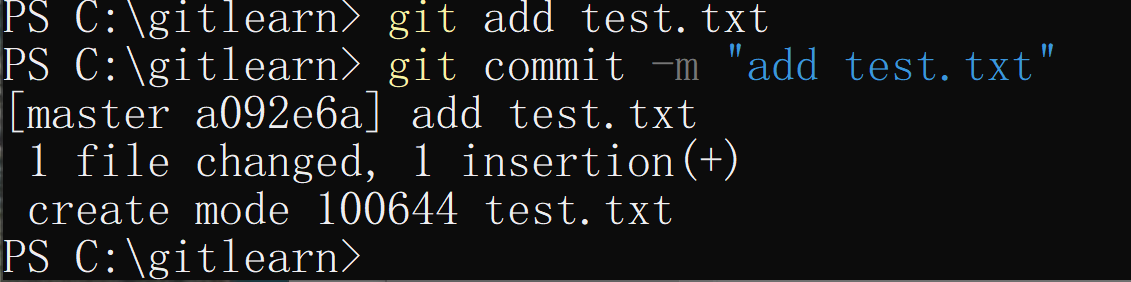 PS C:\gitlearn> git add test.txt
PS C:\gitlearn> git commit -m "add test.txt"
[master a092e6a] add test.txt
 1 file changed, 1 insertion(+)
 create mode 100644 test.txt
PS C:\gitlearn>